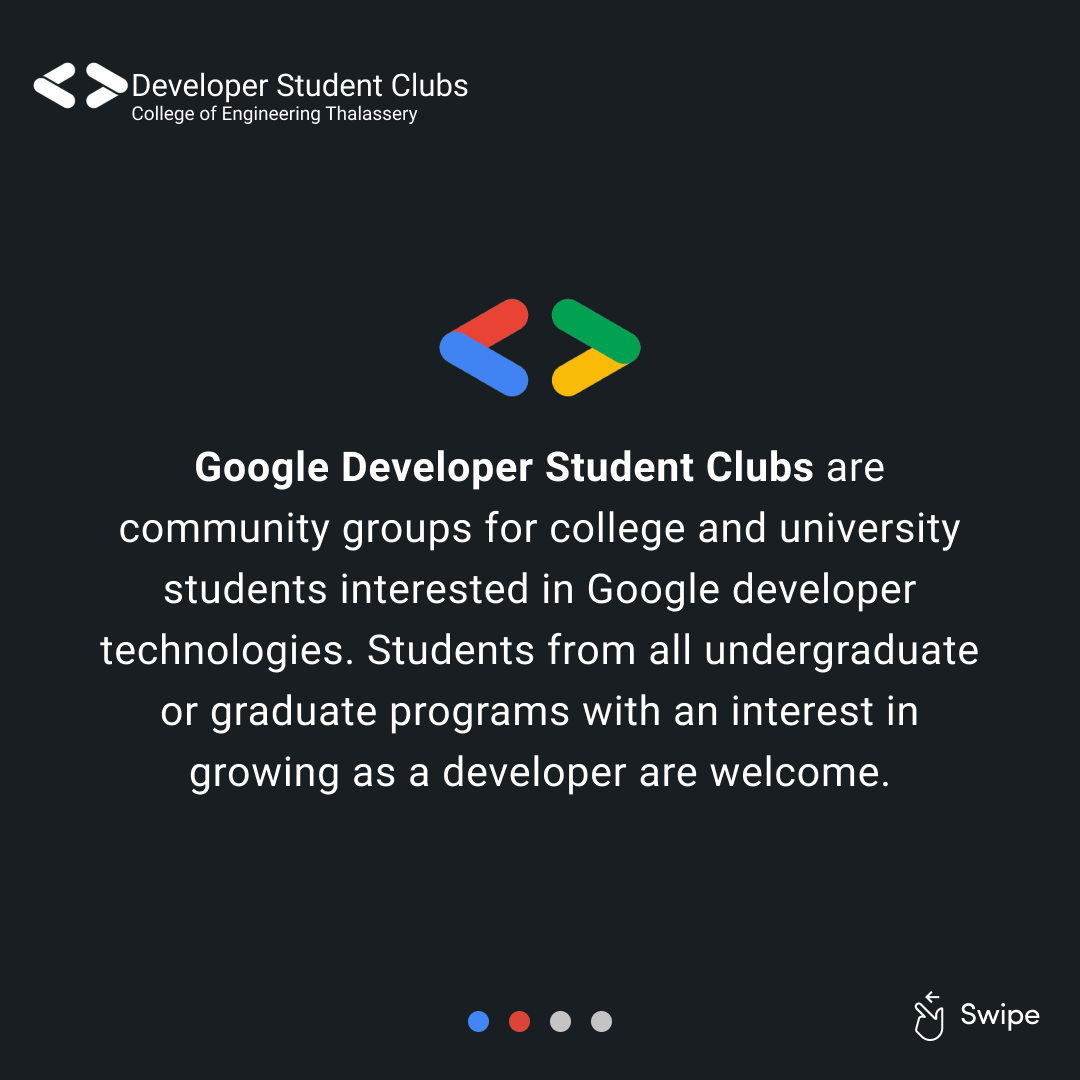 Developer Student Clubs
College of Engineering Thalassery
Google Developer Student Clubs are
community groups for college and university
students interested in Google developer
technologies. Students from all undergraduate
or graduate programs with an interest in
growing as a developer are welcome.
Swipe